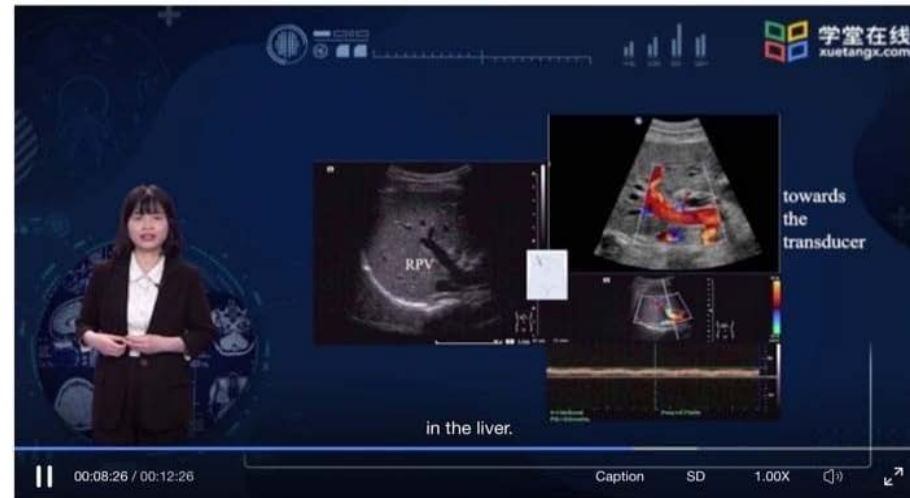 学堂在线
xuetangx.com
RPV
towards
the
transducer
in the liver.
00:08:26 / 00:12:26
Caption
SD
1.00X